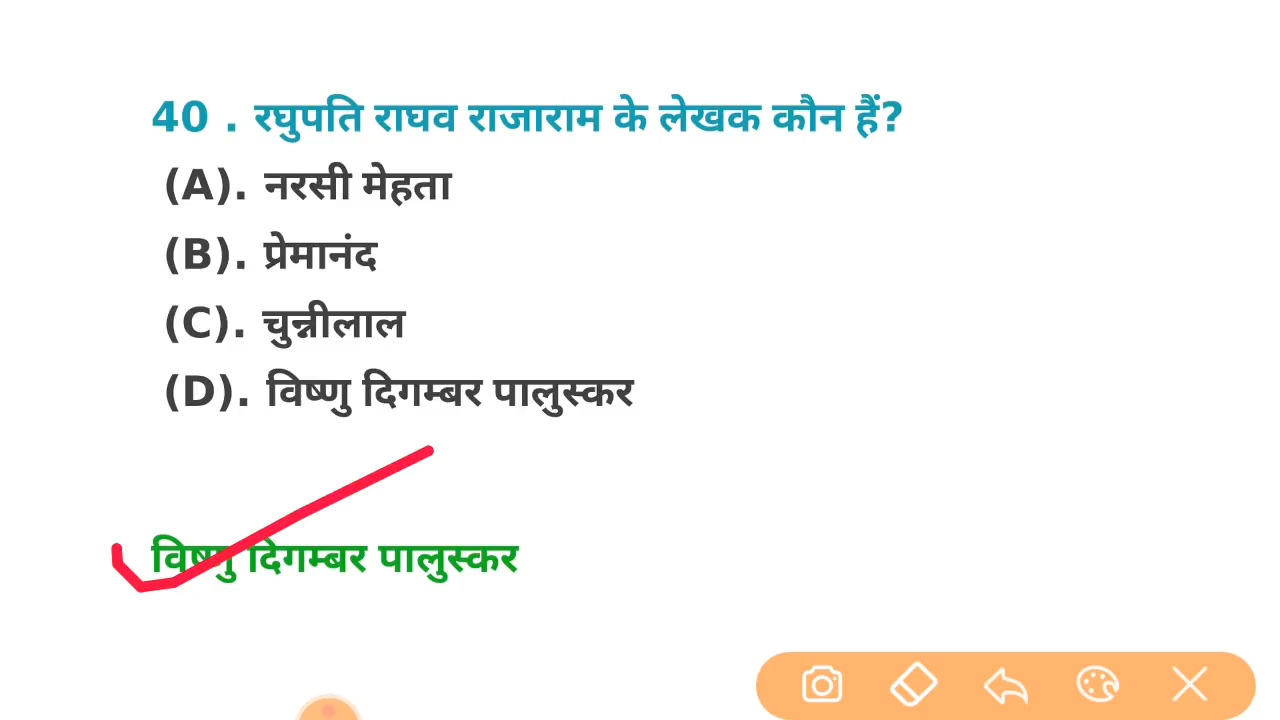 40 . रघुपति राघव राजाराम के लेखक कौन हैं?
(A). नरसी मेहता
(B). प्रेमानंद
(C). चुन्नीलाल
(D). विष्णु दिगम्बर पालुस्कर
विष्णु दिगम्बर पालुस्कर